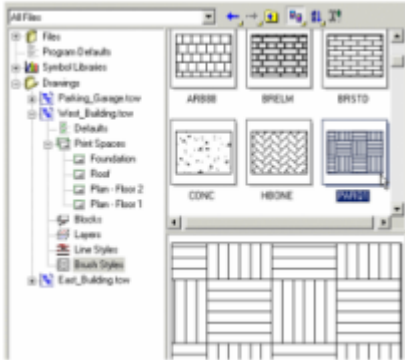 All Files
Files
Program Defaults
Symbol Libraries
Drawings
Parking_Garage.tcw
West_Building.tcw
Defaults
Print Spaces
Foundation
Roof
Plan - Floor 2
Plan - Floor 1
Blocks
Layers
Line Styles
Brush Styles
East_Building.tcw
AR888
BRELM
BRSTD
CONC
HBONE